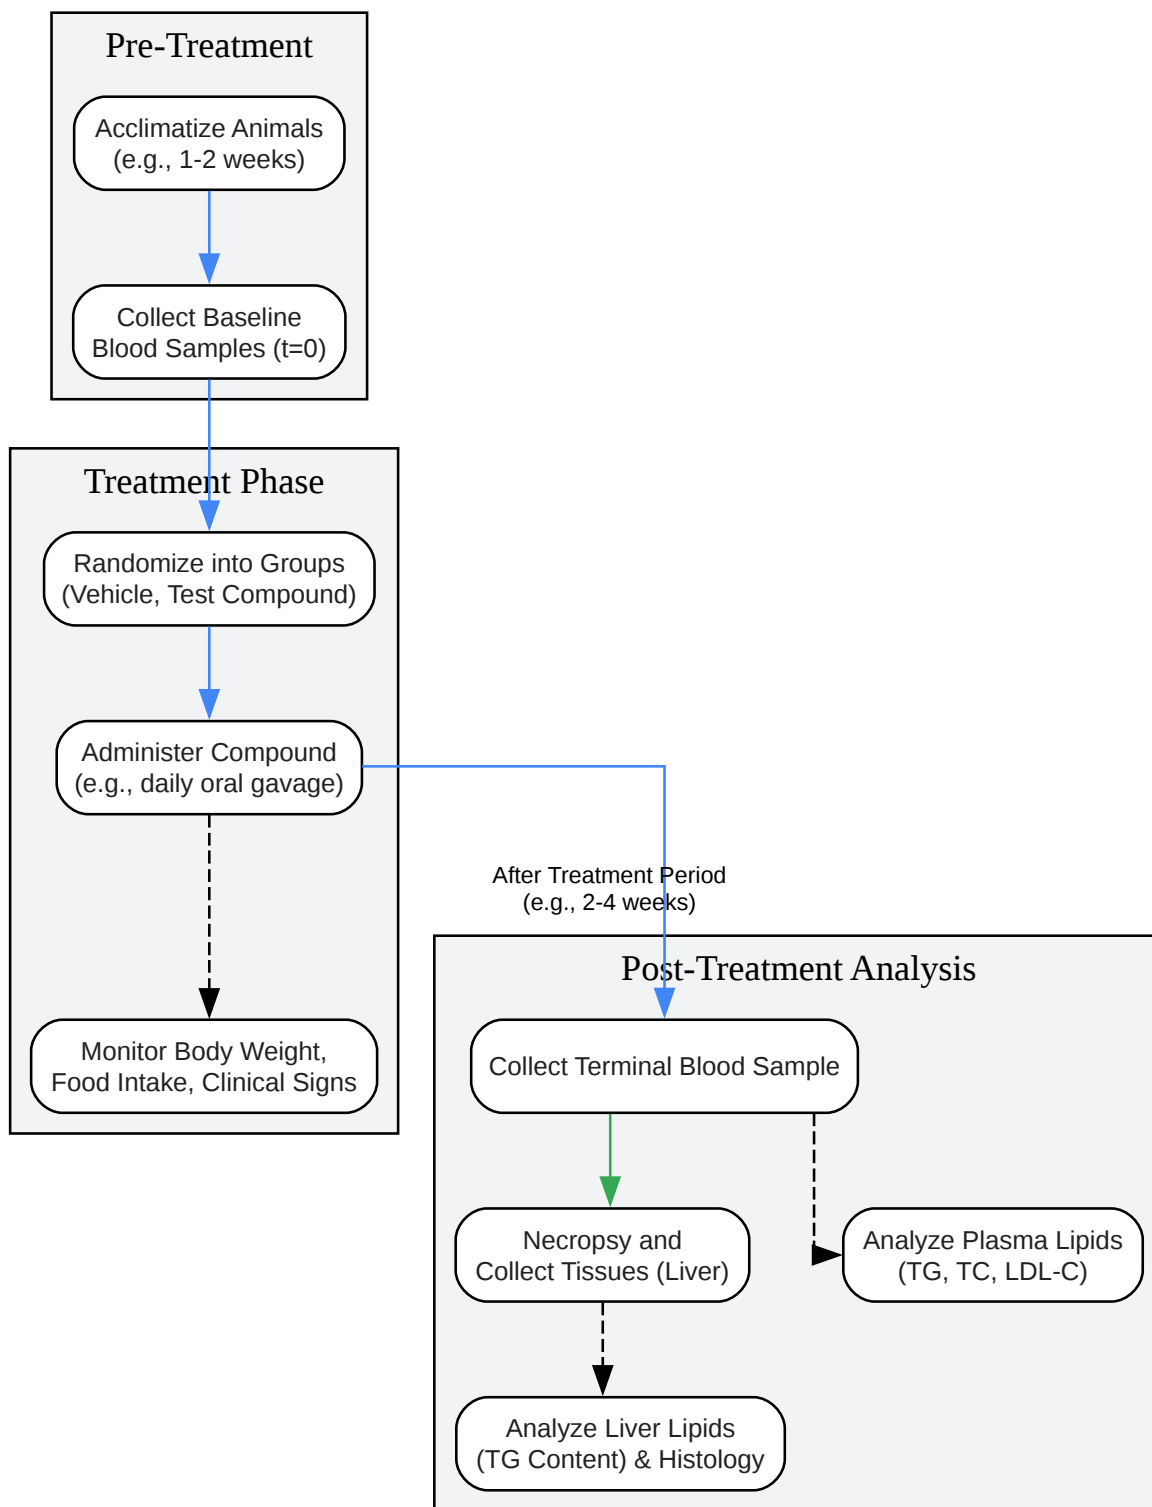 Pre-Treatment
Acclimatize Animals
(e.g., 1-2 weeks)
Collect Baseline
Blood Samples (t=0)
Treatment Phase
Randomize into Groups
(Vehicle, Test Compound)
Administer Compound
(e.g., daily oral gavage)
After Treatment Period
(e.g., 2-4 weeks)
Monitor Body Weight,
Food Intake, Clinical Signs
Post-Treatment Analysis
Collect Terminal Blood Sample
Necropsy and
Collect Tissues (Liver)
Analyze Plasma Lipids
(TG, TC, LDL-C)
Analyze Liver Lipids
(TG Content) & Histology